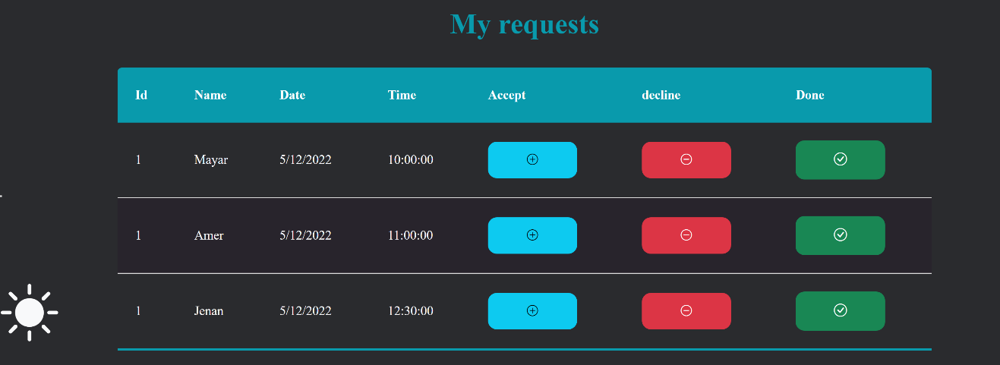 My requests
Id Name Date Time Accept decline Done
1 Mayar 5/12/2022 10:00:00
1 Amer 5/12/2022 11:00:00
1 Jenan 5/12/2022 12:30:00